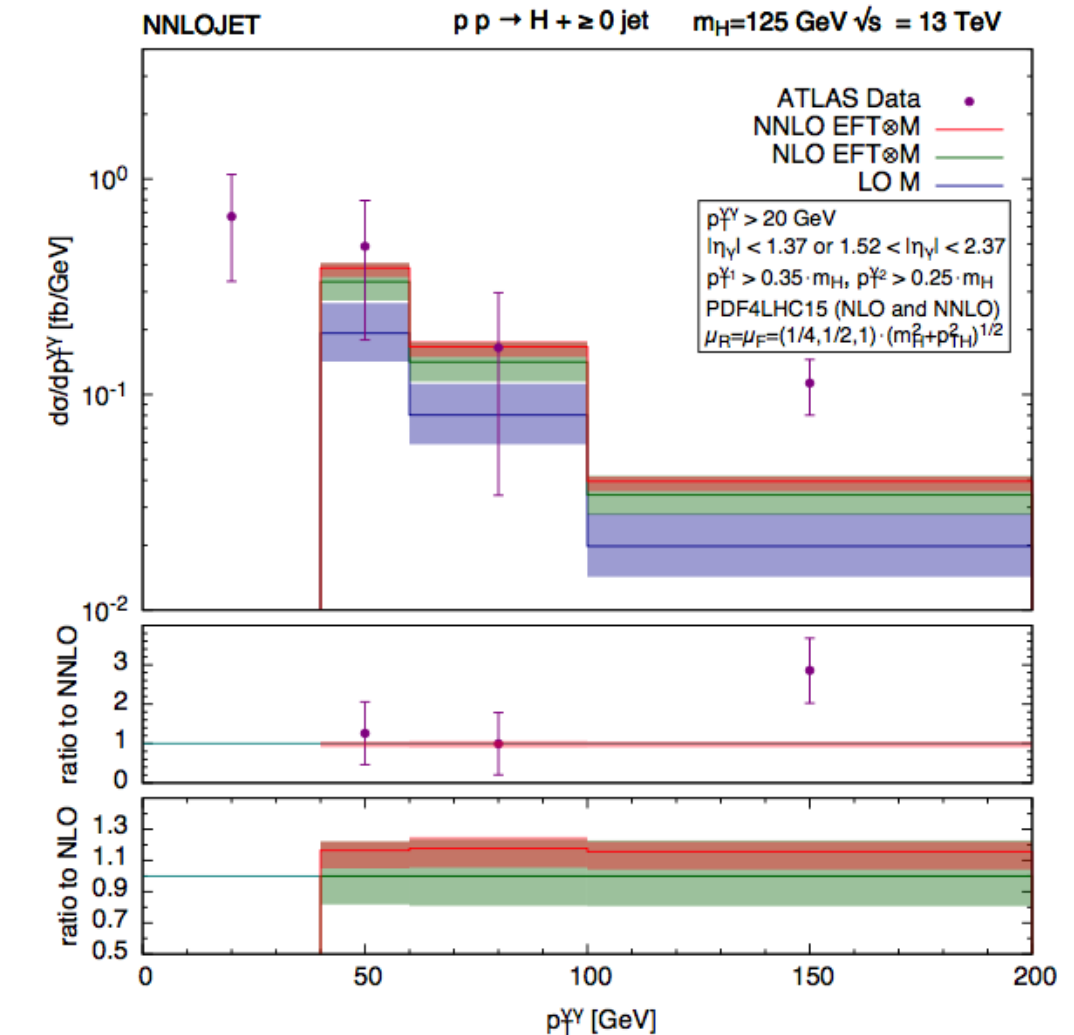 NNLOJET p p → H + ≥ 0 jet m_H=125 GeV √s = 13 TeV
ATLAS Data
NNLO EFT⊗M
NLO EFT⊗M
LO M
p_T^γγ > 20 GeV
|η_γ| < 1.37 or 1.52 < |η_γ| < 2.37
p_T^γ1 > 0.35·m_H, p_T^γ2 > 0.25·m_H
PDF4LHC15 (NLO and NNLO)
μ_R=μ_F=(1/4,1/2,1)·(m_H^2+p_TH^2)^1/2
dσ/dp_T^γγ [fb/GeV]
10^0
10^-1
10^-2
ratio to NNLO
3
2
1
0
ratio to NLO
1.3
1.1
0.9
0.7
0.5
0 50 100 150 200
p_T^γγ [GeV]